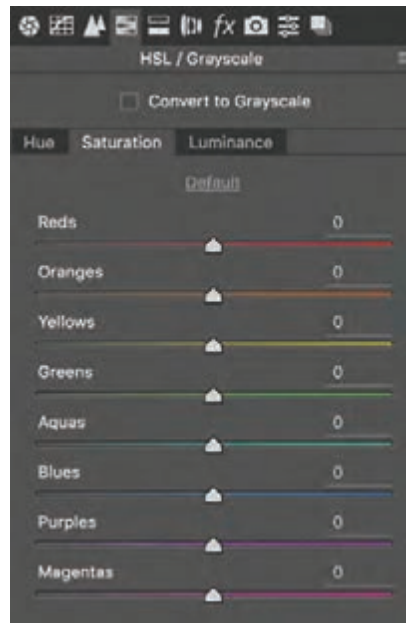 fx
HSL / Grayscale
Convert to Grayscale
Hue Saturation Luminance
Default
Reds 0
Oranges 0
Yellows 0
Greens 0
Aquas 0
Blues 0
Purples 0
Magentas 0